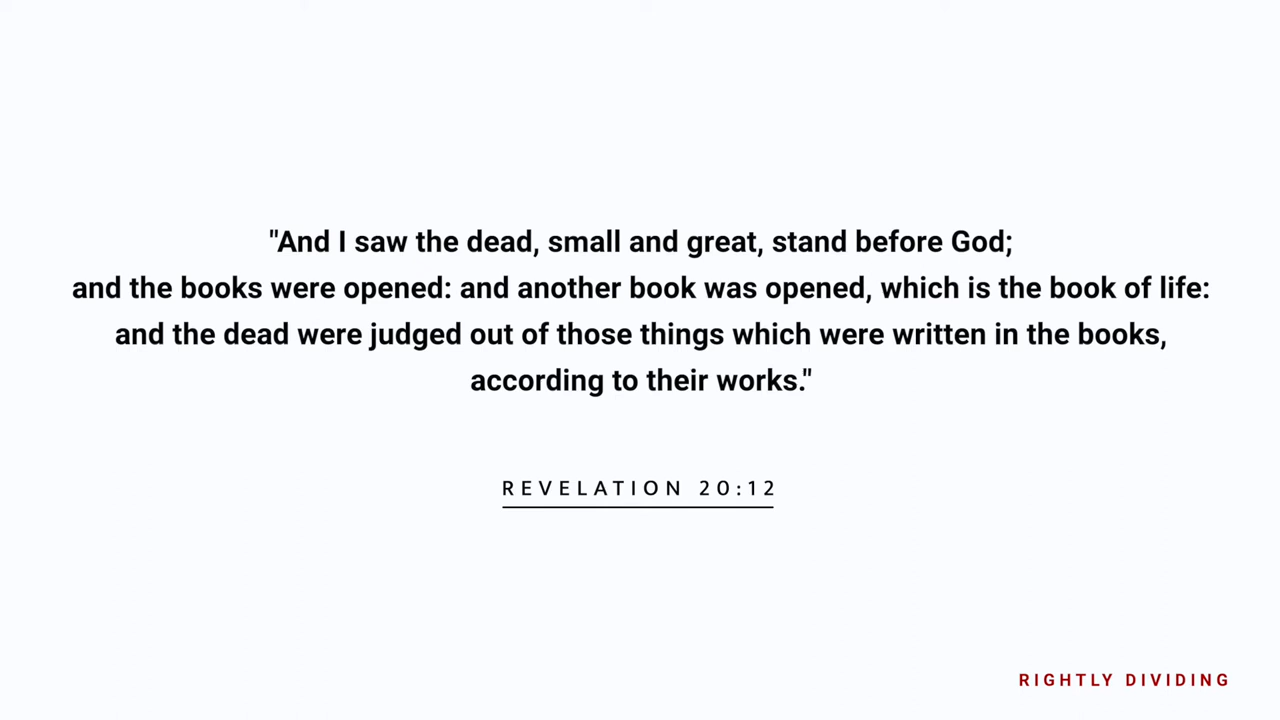 "And I saw the dead, small and great, stand before God;
and the books were opened: and another book was opened, which is the book of life:
and the dead were judged out of those things which were written in the books,
according to their works."
REVELATION 20:12
RIGHTLY DIVIDING